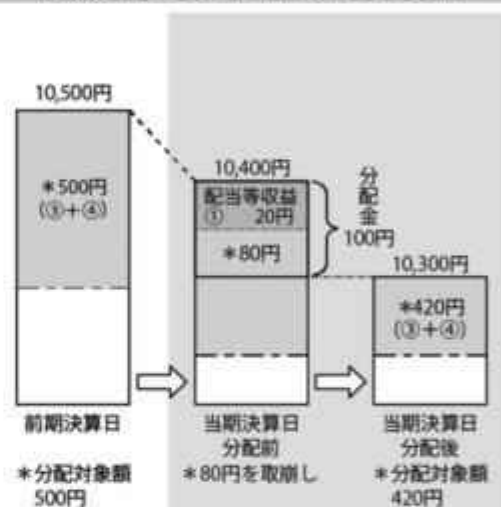 10,500円
*500円
(③+④)
10,400円
配当等収益
① 20円
*80円
分配金
100円
10,300円
*420円
(③+④)
前期決算日
*分配対象額
500円
当期決算日
分配前
*80円を取崩し
当期決算日
分配後
*分配対象額
420円